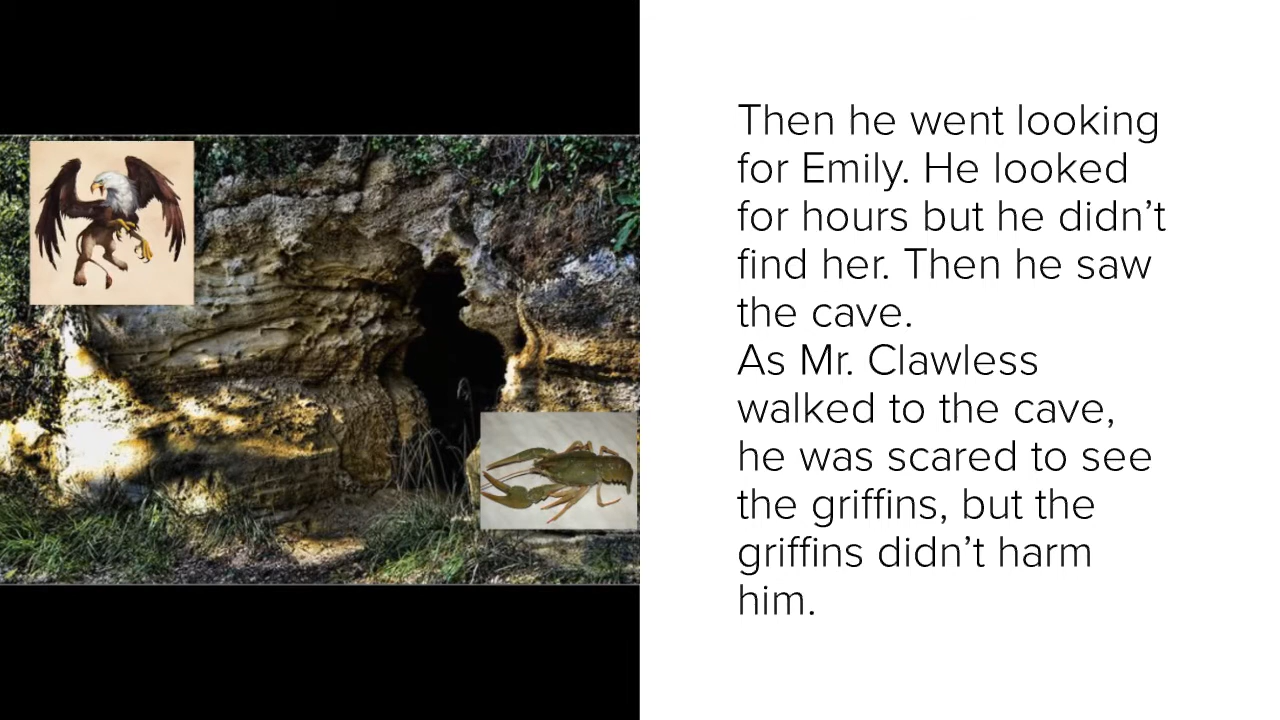 Then he went looking
for Emily. He looked
for hours but he didn’t
find her. Then he saw
the cave.
As Mr. Clawless
walked to the cave,
he was scared to see
the griffins, but the
griffins didn’t harm
him.